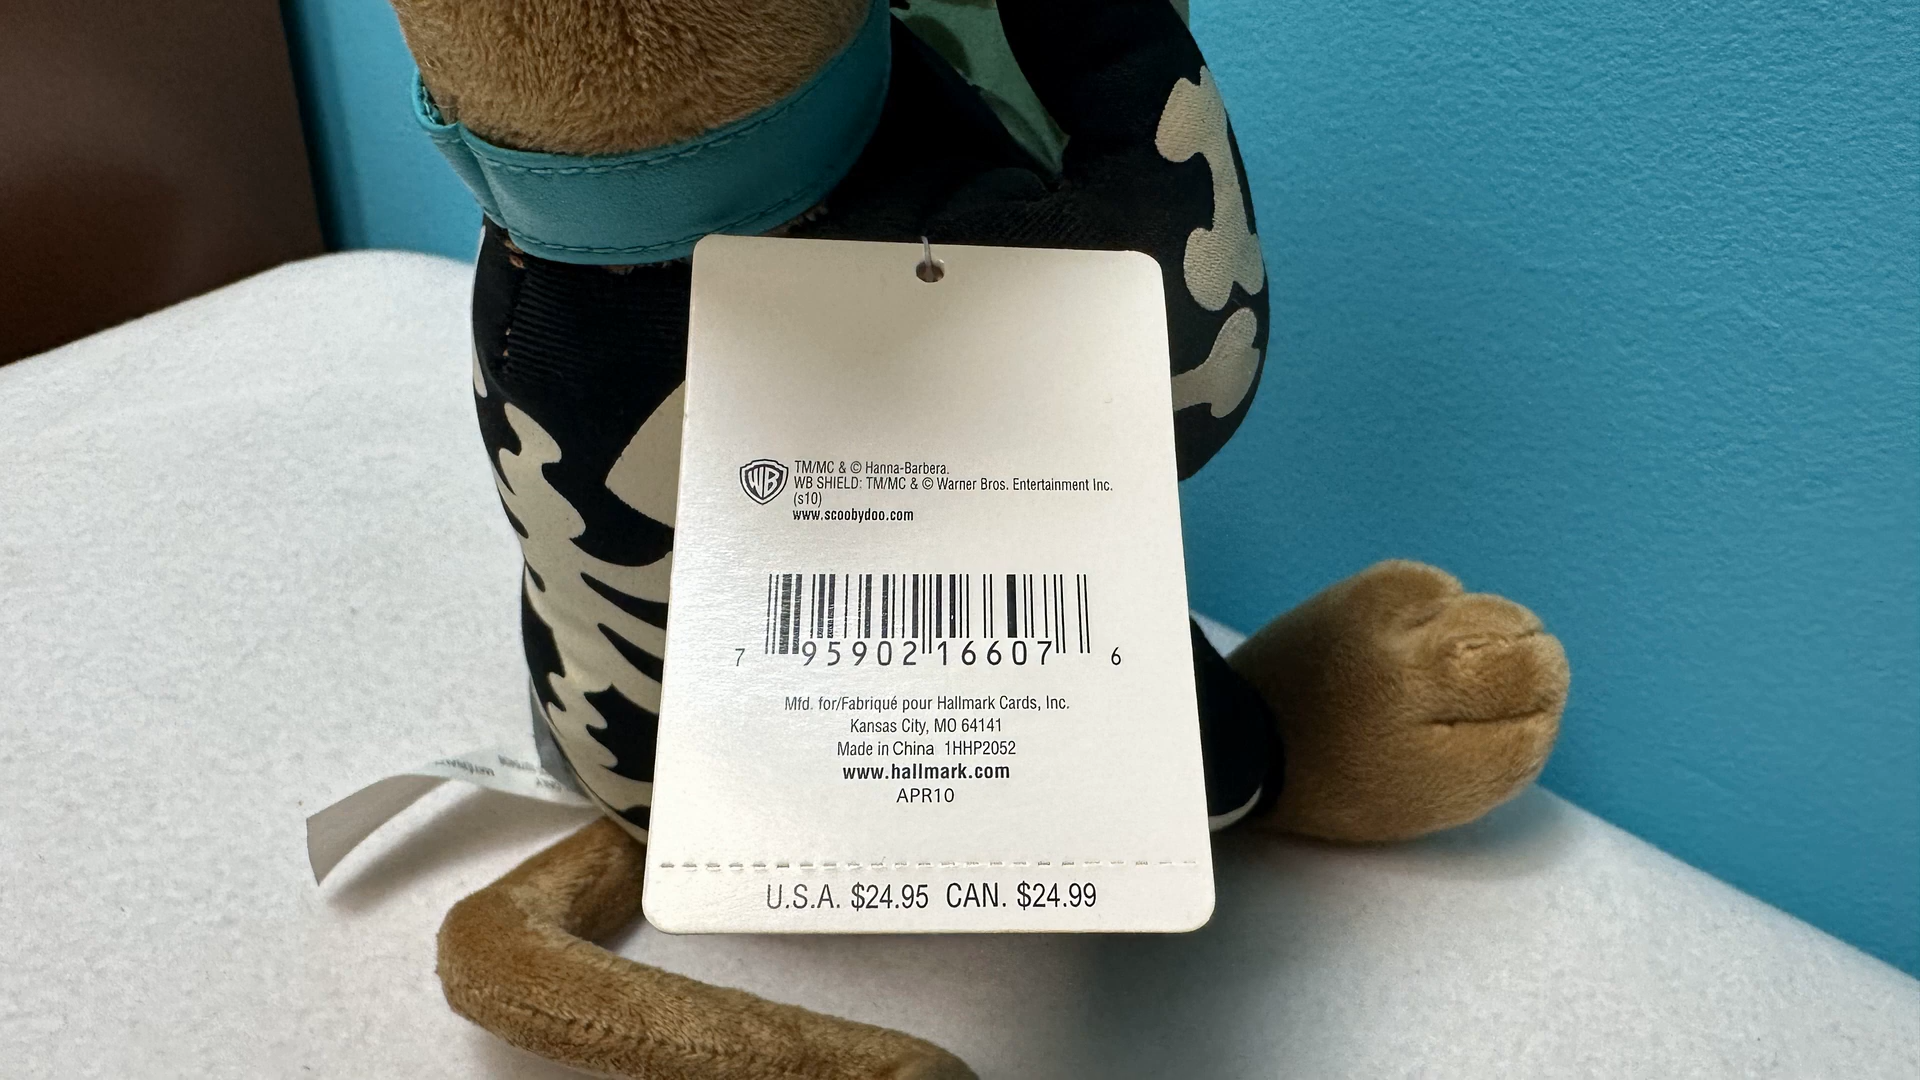 WB
TM/MC & © Hanna-Barbera.
WB SHIELD: TM/MC & © Warner Bros. Entertainment Inc.
(s10)
www.scoobydoo.com
7 95902 16607 6
Mfd. for/Fabriqué pour Hallmark Cards, Inc.
Kansas City, MO 64141
Made in China 1HHP2052
www.hallmark.com
APR10
U.S.A. $24.95 CAN. $24.99